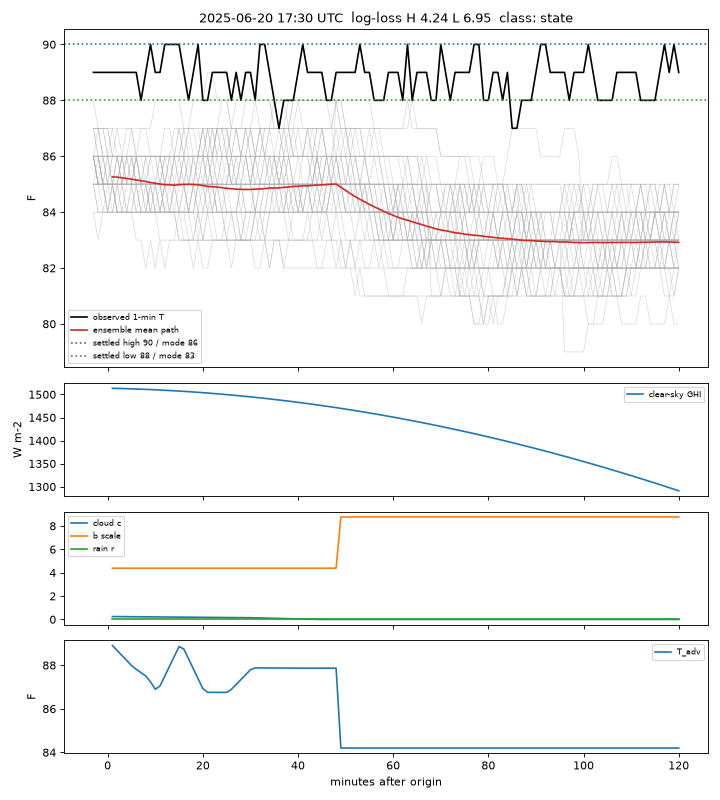 2025-06-20 17:30 UTC  log-loss H 4.24 L 6.95  class: state
90
88
86
84
82
80
F
observed 1-min T
ensemble mean path
settled high 90 / mode 86
settled low 88 / mode 83
1500
1450
1400
1350
1300
W m-2
clear-sky GHI
8
6
4
2
0
cloud c
b scale
rain r
88
86
84
F
T_adv
0
20
40
60
80
100
120
minutes after origin